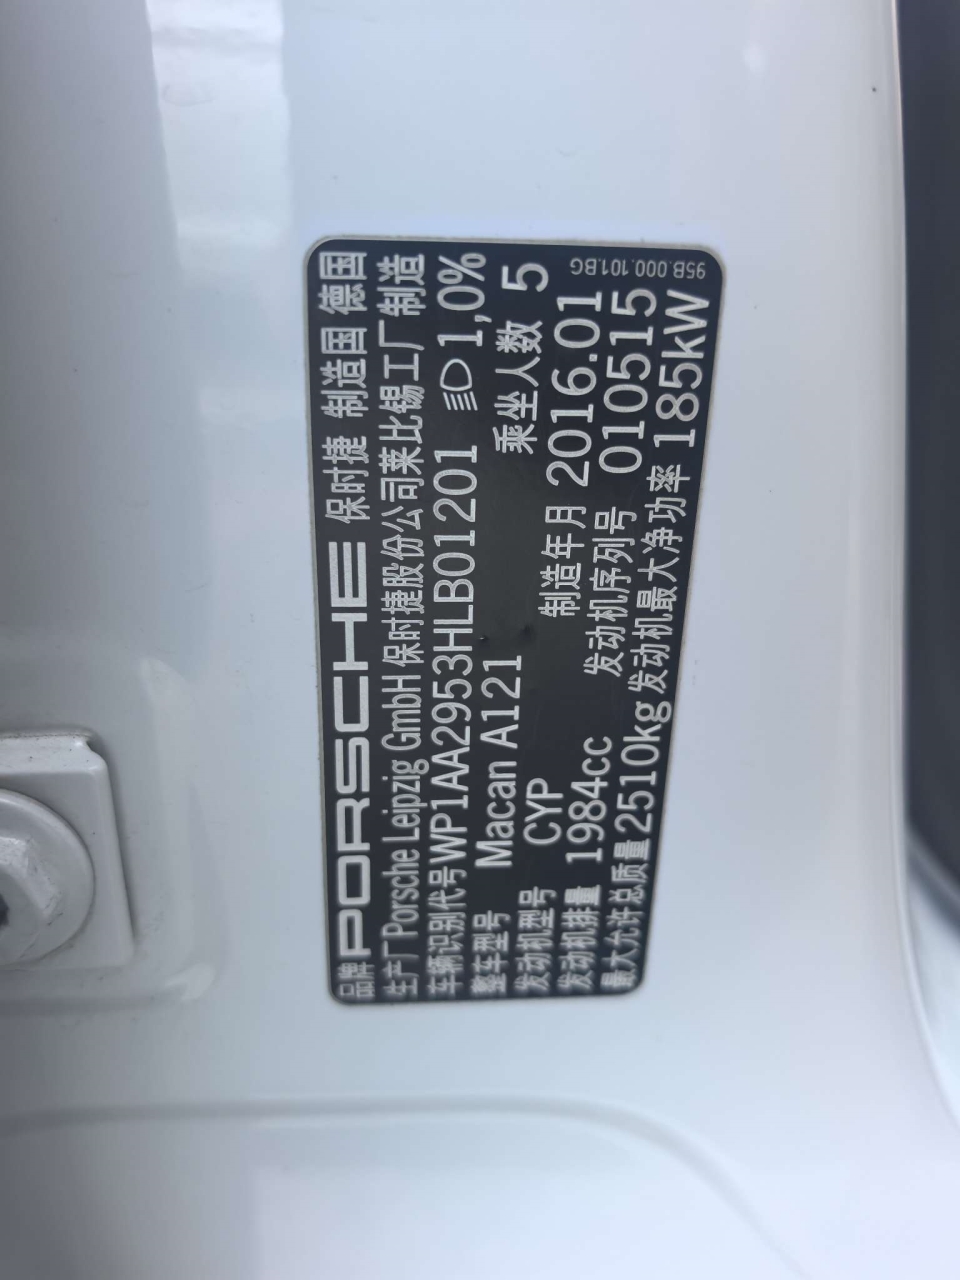 品牌 PORSCHE 保时捷 制造国 德国
生产厂 Porsche Leipzig GmbH 保时捷股份公司莱比锡工厂制造
车辆识别代号 WP1AA2953HLB01201 1,0%
整车型号 Macan A121 乘坐人数 5
发动机型号 CYP 制造年月 2016.01
发动机排量 1984cc 发动机序列号 010515
最大允许总质量 2510kg 发动机最大净功率 185kW
95B.000.101.BG